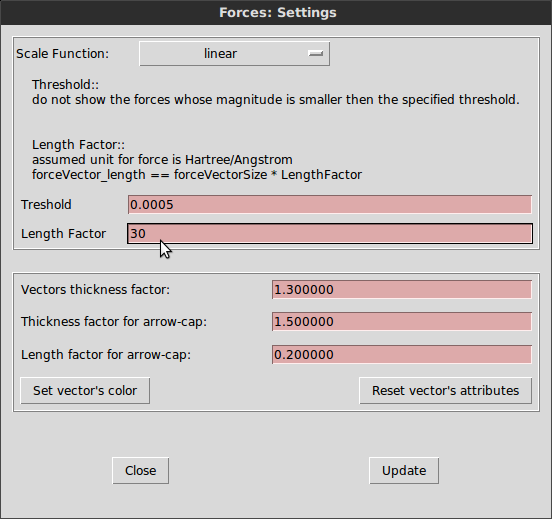 Forces: Settings
Scale Function: linear
Threshold::
do not show the forces whose magnitude is smaller then the specified threshold.
Length Factor::
assumed unit for force is Hartree/Angstrom
forceVector_length == forceVectorSize * LengthFactor
Treshold 0.0005
Length Factor 30
Vectors thickness factor: 1.300000
Thickness factor for arrow-cap: 1.500000
Length factor for arrow-cap: 0.200000
Set vector's color Reset vector's attributes
Close Update